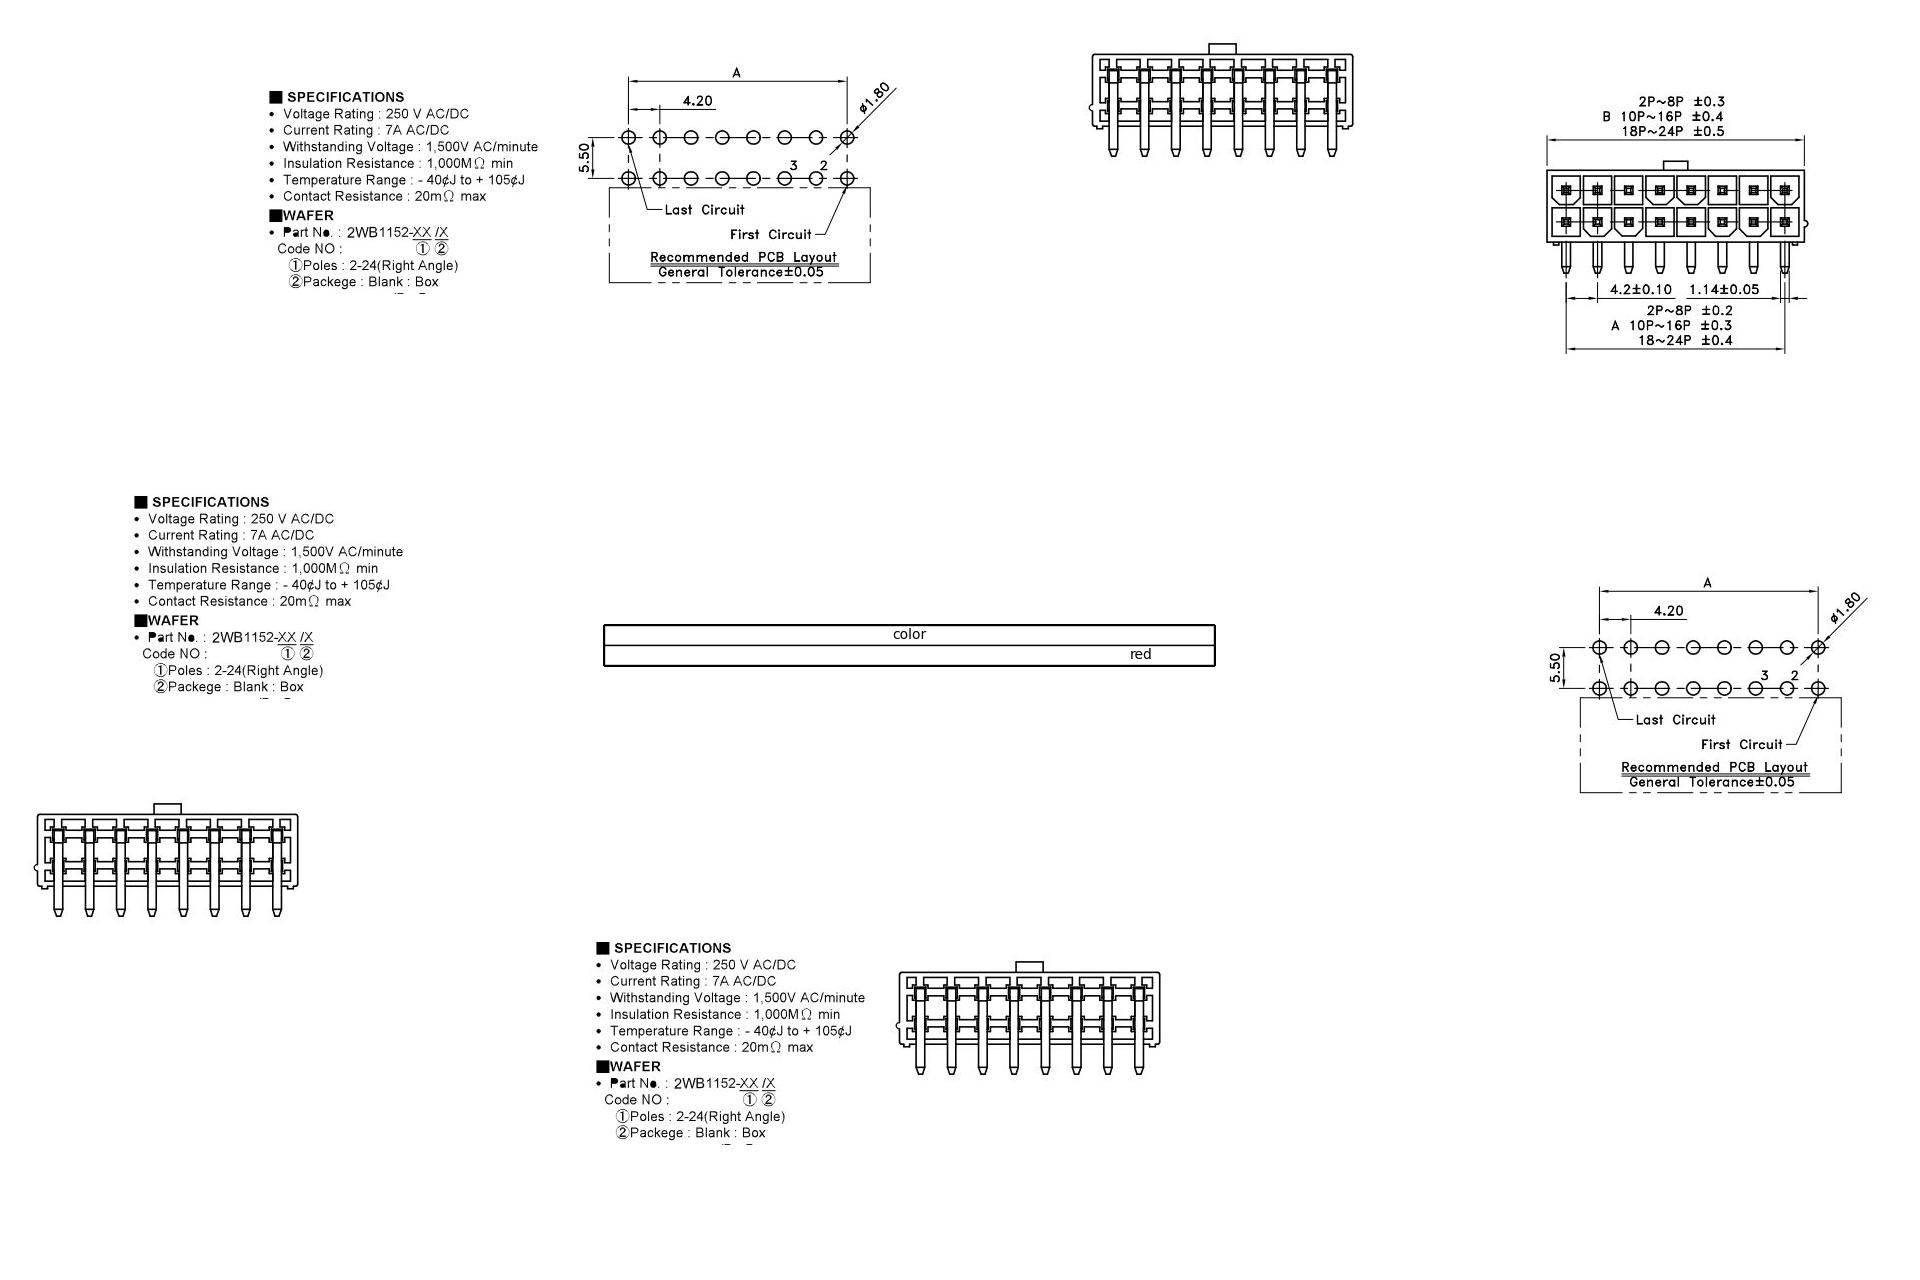 ■ SPECIFICATIONS
• Voltage Rating : 250 V AC/DC
• Current Rating : 7A AC/DC
• Withstanding Voltage : 1,500V AC/minute
• Insulation Resistance : 1,000MΩ min
• Temperature Range : - 40¢J to + 105¢J
• Contact Resistance : 20mΩ max
■WAFER
• Part No. : 2WB1152-XX /X
Code NO : ① ②
①Poles : 2-24(Right Angle)
②Packege : Blank : Box
A
4.20
ø1.80
5.50
3 2
Last Circuit
First Circuit
Recommended PCB Layout
General Tolerance±0.05
2P~8P ±0.3
B 10P~16P ±0.4
18P~24P ±0.5
4.2±0.10 1.14±0.05
2P~8P ±0.2
A 10P~16P ±0.3
18~24P ±0.4
■ SPECIFICATIONS
• Voltage Rating : 250 V AC/DC
• Current Rating : 7A AC/DC
• Withstanding Voltage : 1,500V AC/minute
• Insulation Resistance : 1,000MΩ min
• Temperature Range : - 40¢J to + 105¢J
• Contact Resistance : 20mΩ max
■WAFER
• Part No. : 2WB1152-XX /X
Code NO : ① ②
①Poles : 2-24(Right Angle)
②Packege : Blank : Box
color
red
A
4.20
ø1.80
5.50
3 2
Last Circuit
First Circuit
Recommended PCB Layout
General Tolerance±0.05
■ SPECIFICATIONS
• Voltage Rating : 250 V AC/DC
• Current Rating : 7A AC/DC
• Withstanding Voltage : 1,500V AC/minute
• Insulation Resistance : 1,000MΩ min
• Temperature Range : - 40¢J to + 105¢J
• Contact Resistance : 20mΩ max
■WAFER
• Part No. : 2WB1152-XX /X
Code NO : ① ②
①Poles : 2-24(Right Angle)
②Packege : Blank : Box